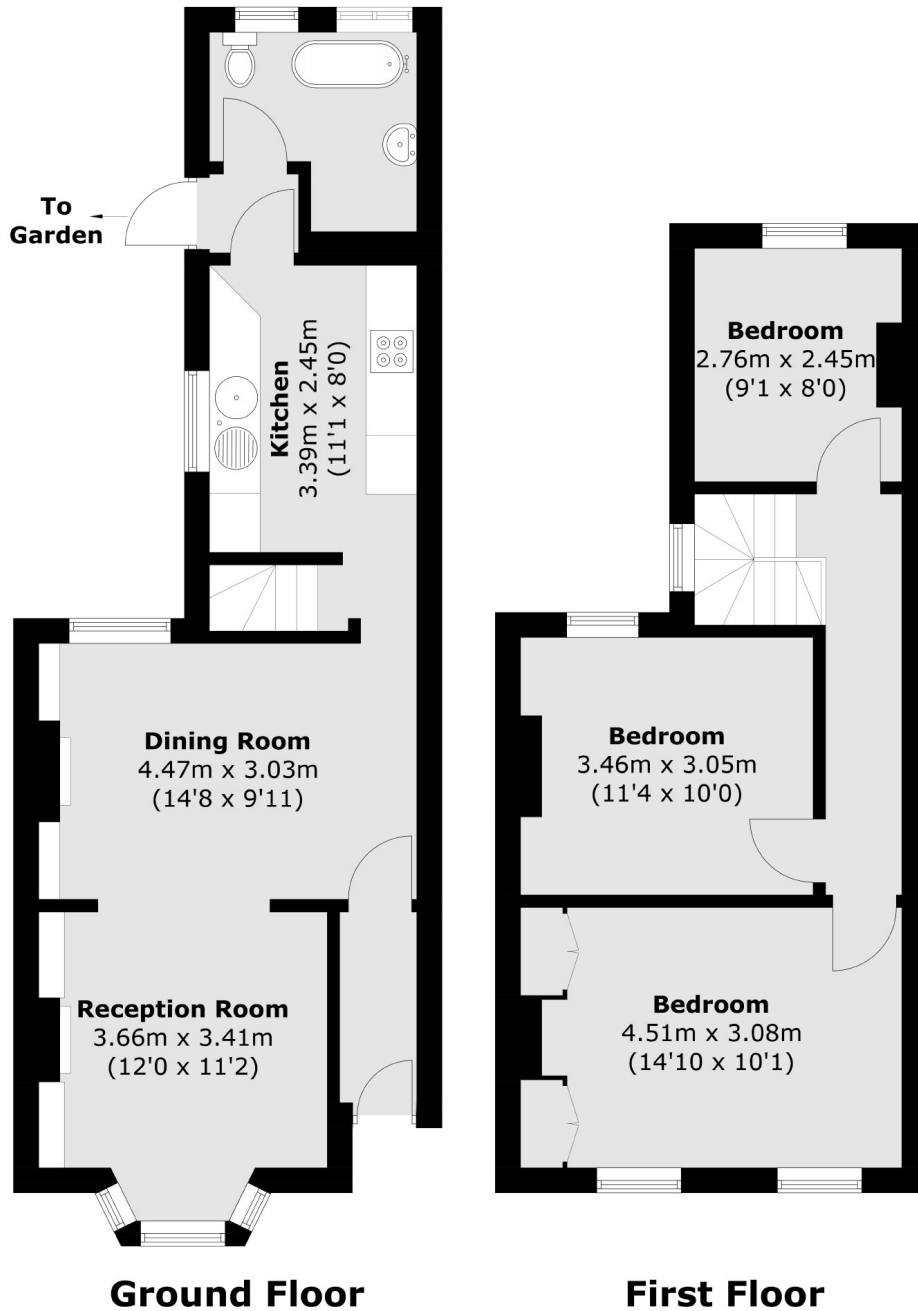 To
Garden
Kitchen
3.39m x 2.45m
(11'1 x 8'0)
Dining Room
4.47m x 3.03m
(14'8 x 9'11)
Reception Room
3.66m x 3.41m
(12'0 x 11'2)
Ground Floor
Bedroom
2.76m x 2.45m
(9'1 x 8'0)
Bedroom
3.46m x 3.05m
(11'4 x 10'0)
Bedroom
4.51m x 3.08m
(14'10 x 10'1)
First Floor